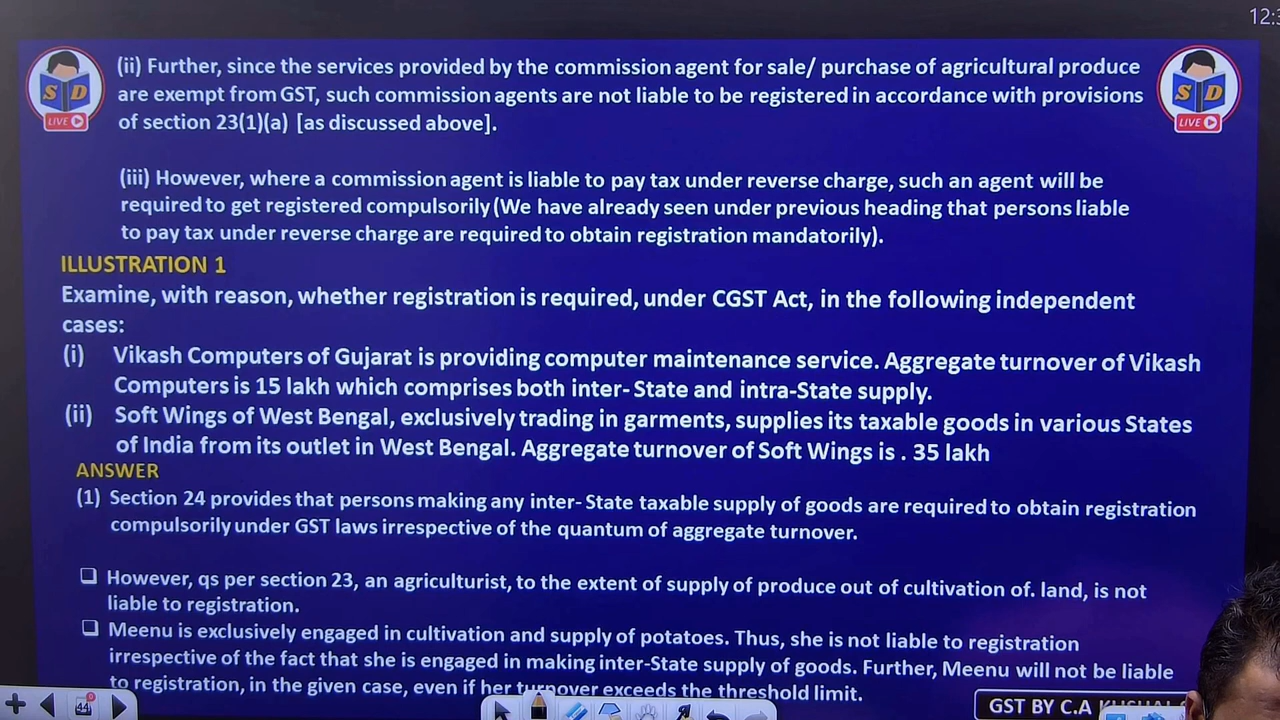 12:3
(ii) Further, since the services provided by the commission agent for sale/ purchase of agricultural produce
are exempt from GST, such commission agents are not liable to be registered in accordance with provisions
of section 23(1)(a) [as discussed above].
S D
LIVE
S D
LIVE
(iii) However, where a commission agent is liable to pay tax under reverse charge, such an agent will be
required to get registered compulsorily (We have already seen under previous heading that persons liable
to pay tax under reverse charge are required to obtain registration mandatorily).
ILLUSTRATION 1
Examine, with reason, whether registration is required, under CGST Act, in the following independent
cases:
(i) Vikash Computers of Gujarat is providing computer maintenance service. Aggregate turnover of Vikash
Computers is 15 lakh which comprises both inter- State and intra-State supply.
(ii) Soft Wings of West Bengal, exclusively trading in garments, supplies its taxable goods in various States
of India from its outlet in West Bengal. Aggregate turnover of Soft Wings is . 35 lakh
ANSWER
(1) Section 24 provides that persons making any inter- State taxable supply of goods are required to obtain registration
compulsorily under GST laws irrespective of the quantum of aggregate turnover.
However, qs per section 23, an agriculturist, to the extent of supply of produce out of cultivation of. land, is not
liable to registration.
Meenu is exclusively engaged in cultivation and supply of potatoes. Thus, she is not liable to registration
irrespective of the fact that she is engaged in making inter-State supply of goods. Further, Meenu will not be liable
to registration, in the given case, even if her turnover exceeds the threshold limit.
44
GST BY C.A